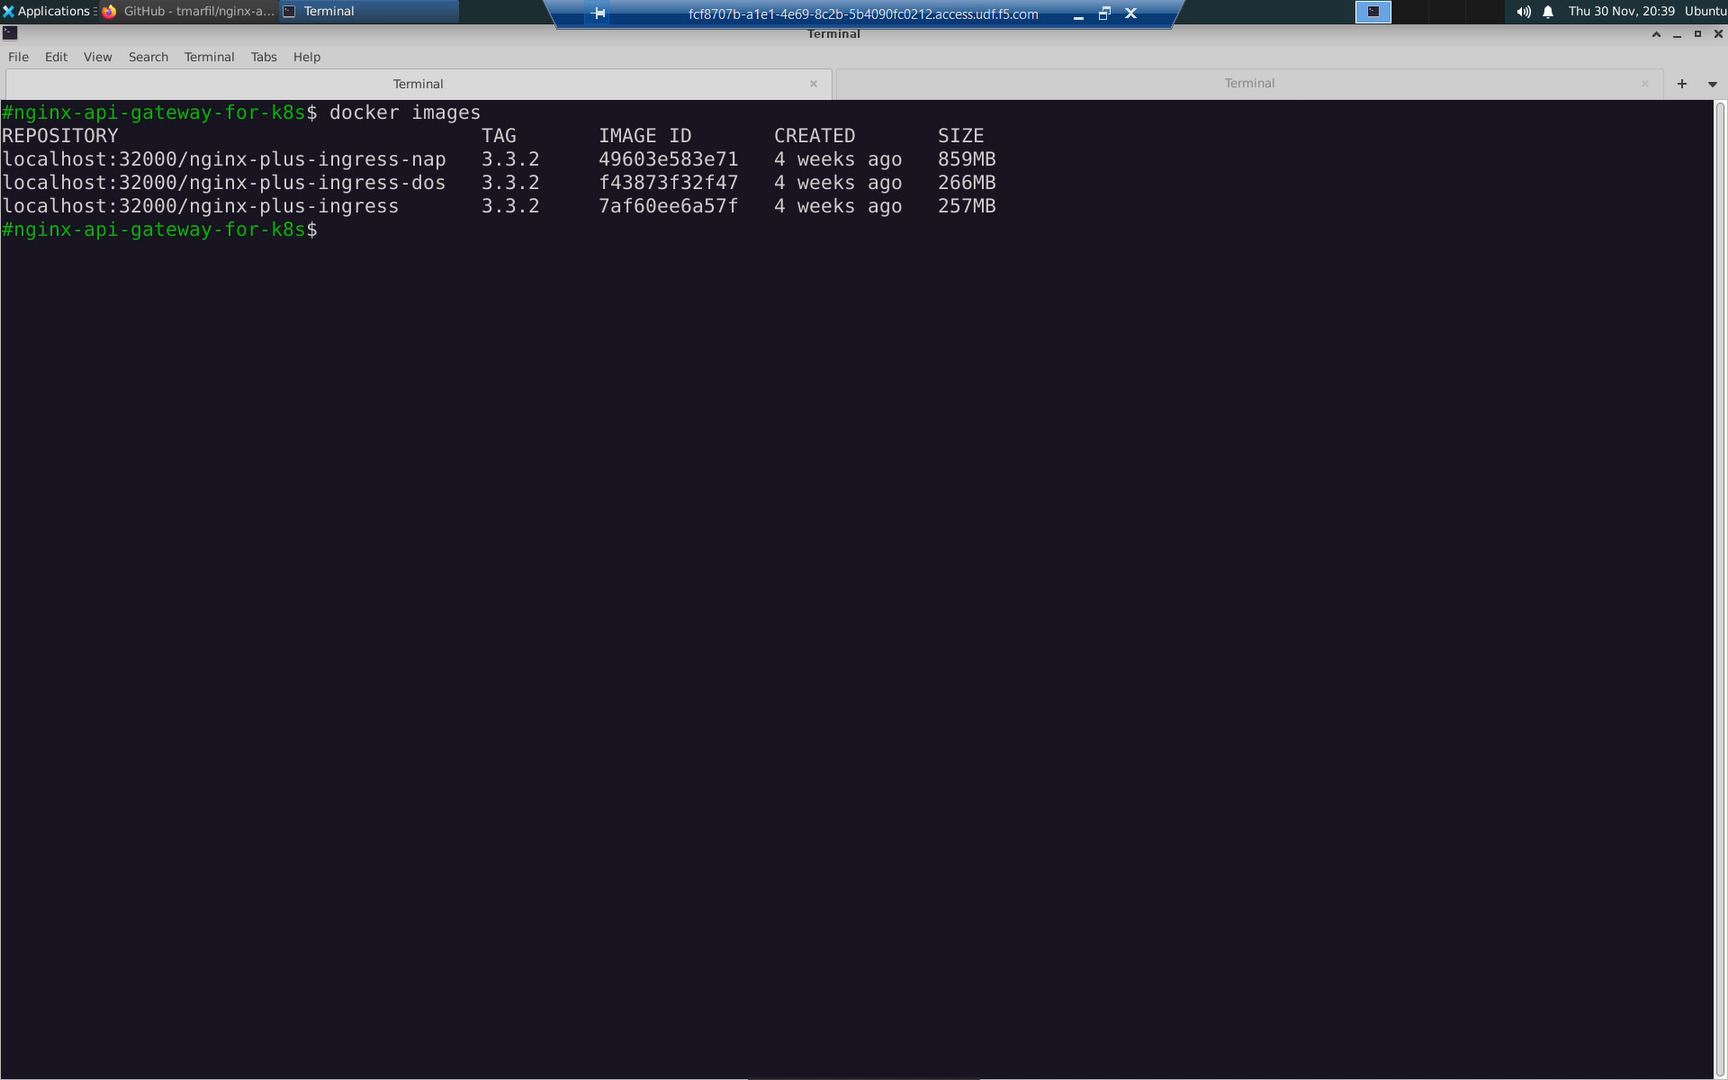 Applications
GitHub - tmarfil/nginx-a...
Terminal
fcf8707b-a1e1-4e69-8c2b-5b4090fc0212.access.udf.f5.com
Thu 30 Nov, 20:39
Ubuntu
Terminal
File Edit View Search Terminal Tabs Help
Terminal
Terminal
#nginx-api-gateway-for-k8s$ docker images
REPOSITORY TAG IMAGE ID CREATED SIZE
localhost:32000/nginx-plus-ingress-nap 3.3.2 49603e583e71 4 weeks ago 859MB
localhost:32000/nginx-plus-ingress-dos 3.3.2 f43873f32f47 4 weeks ago 266MB
localhost:32000/nginx-plus-ingress 3.3.2 7af60ee6a57f 4 weeks ago 257MB
#nginx-api-gateway-for-k8s$